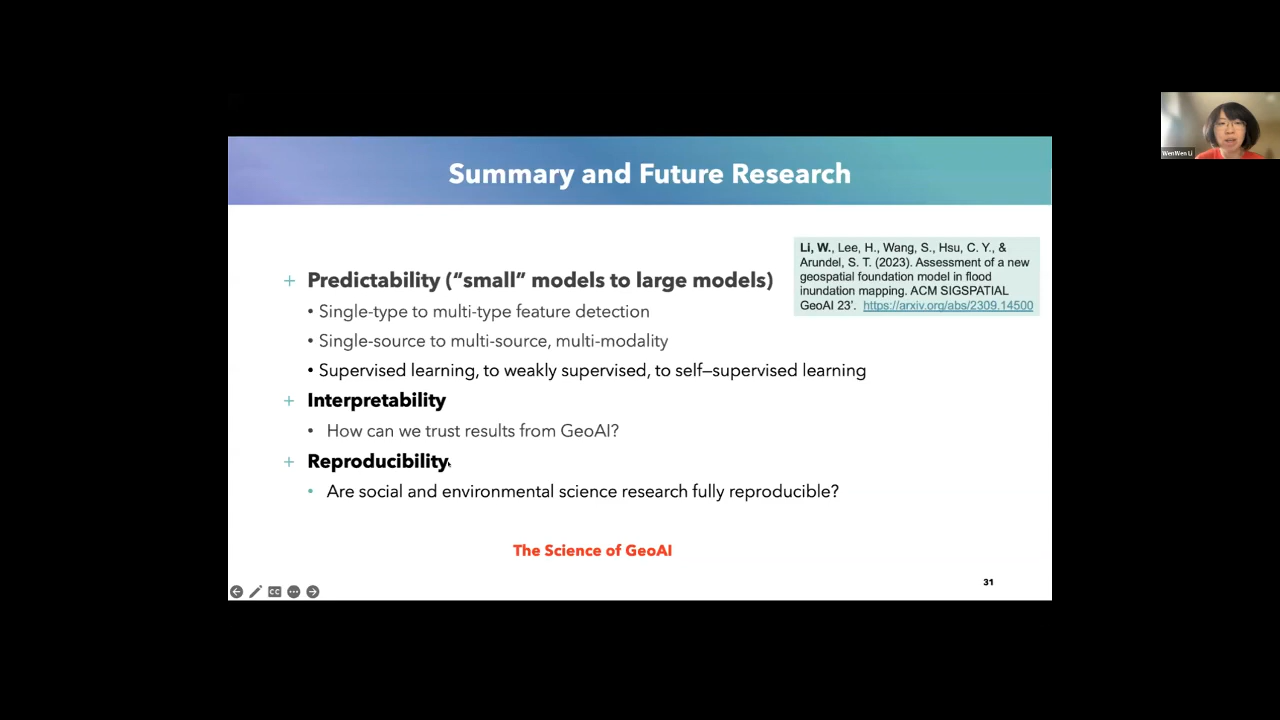 Summary and Future Research
Li, W., Lee, H., Wang, S., Hsu, C. Y., &
Arundel, S. T. (2023). Assessment of a new
geospatial foundation model in flood
inundation mapping. ACM SIGSPATIAL
GeoAI 23'. https://arxiv.org/abs/2309.14500
+ Predictability (“small” models to large models)
• Single-type to multi-type feature detection
• Single-source to multi-source, multi-modality
• Supervised learning, to weakly supervised, to self–supervised learning
+ Interpretability
• How can we trust results from GeoAI?
+ Reproducibility
• Are social and environmental science research fully reproducible?
The Science of GeoAI
31
CC
WenWen Li